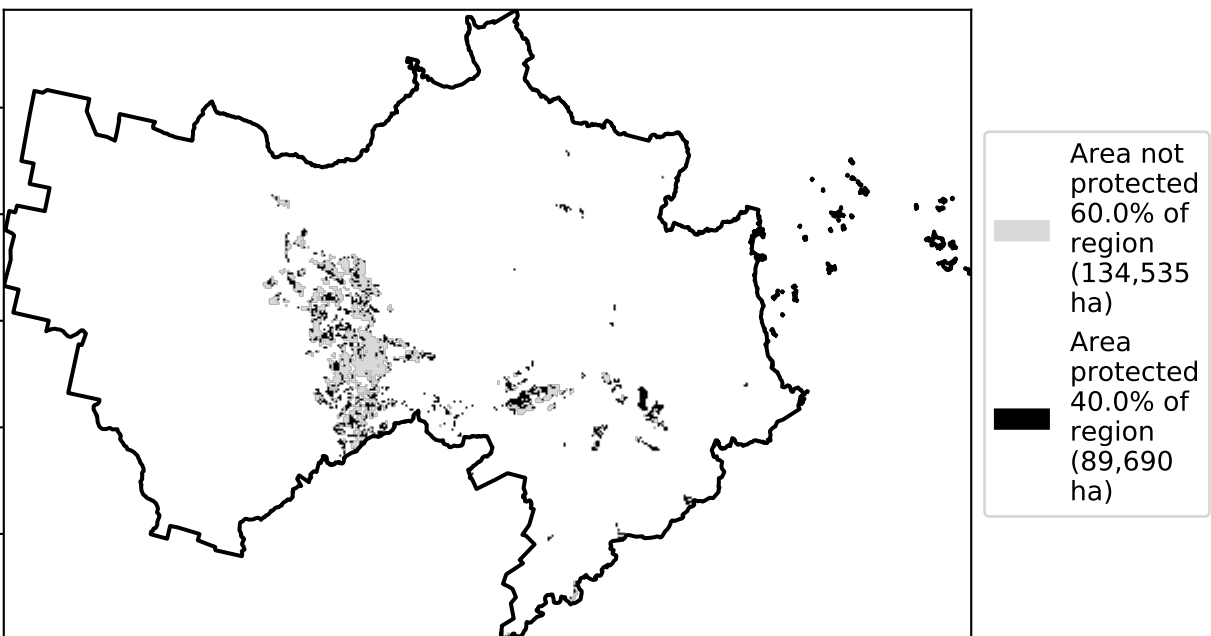 Area not
protected
60.0% of
region
(134,535
ha)
Area
protected
40.0% of
region
(89,690
ha)